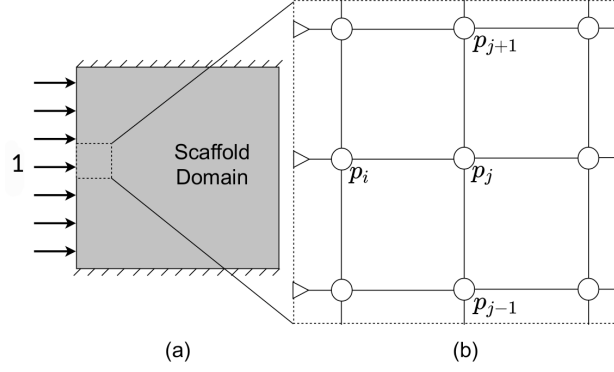 p_{j+1}
1
Scaffold
Domain
p_i
p_j
p_{j-1}
(a)
(b)